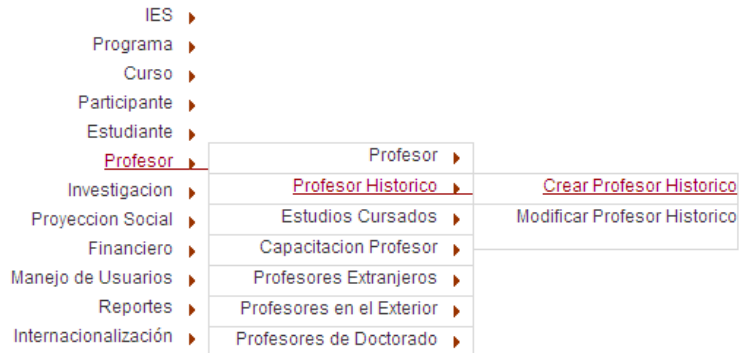 IES
Programa
Curso
Participante
Estudiante
Profesor
Investigacion
Proyeccion Social
Financiero
Manejo de Usuarios
Reportes
Internacionalización
Profesor
Profesor Historico
Estudios Cursados
Capacitacion Profesor
Profesores Extranjeros
Profesores en el Exterior
Profesores de Doctorado
Crear Profesor Historico
Modificar Profesor Historico